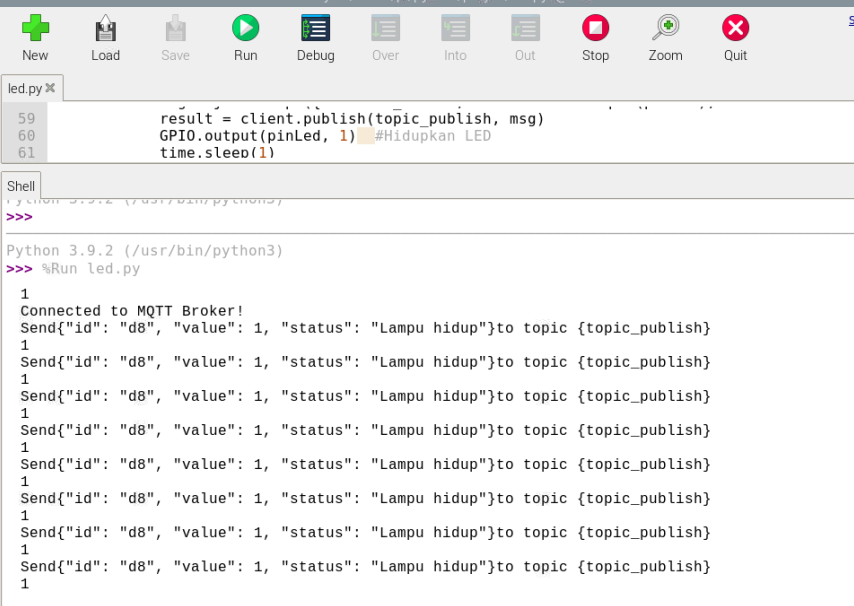 New Load Save Run Debug Over Into Out Stop Zoom Quit
led.py
59 result = client.publish(topic_publish, msg)
60 GPIO.output(pinLed, 1)  #Hidupkan LED
61 time.sleep(1)
Shell
Python 3.9.2 (/usr/bin/python3)
>>>
Python 3.9.2 (/usr/bin/python3)
>>> %Run led.py
1
Connected to MQTT Broker!
Send{"id": "d8", "value": 1, "status": "Lampu hidup"}to topic {topic_publish}
1
Send{"id": "d8", "value": 1, "status": "Lampu hidup"}to topic {topic_publish}
1
Send{"id": "d8", "value": 1, "status": "Lampu hidup"}to topic {topic_publish}
1
Send{"id": "d8", "value": 1, "status": "Lampu hidup"}to topic {topic_publish}
1
Send{"id": "d8", "value": 1, "status": "Lampu hidup"}to topic {topic_publish}
1
Send{"id": "d8", "value": 1, "status": "Lampu hidup"}to topic {topic_publish}
1
Send{"id": "d8", "value": 1, "status": "Lampu hidup"}to topic {topic_publish}
1
Send{"id": "d8", "value": 1, "status": "Lampu hidup"}to topic {topic_publish}
1